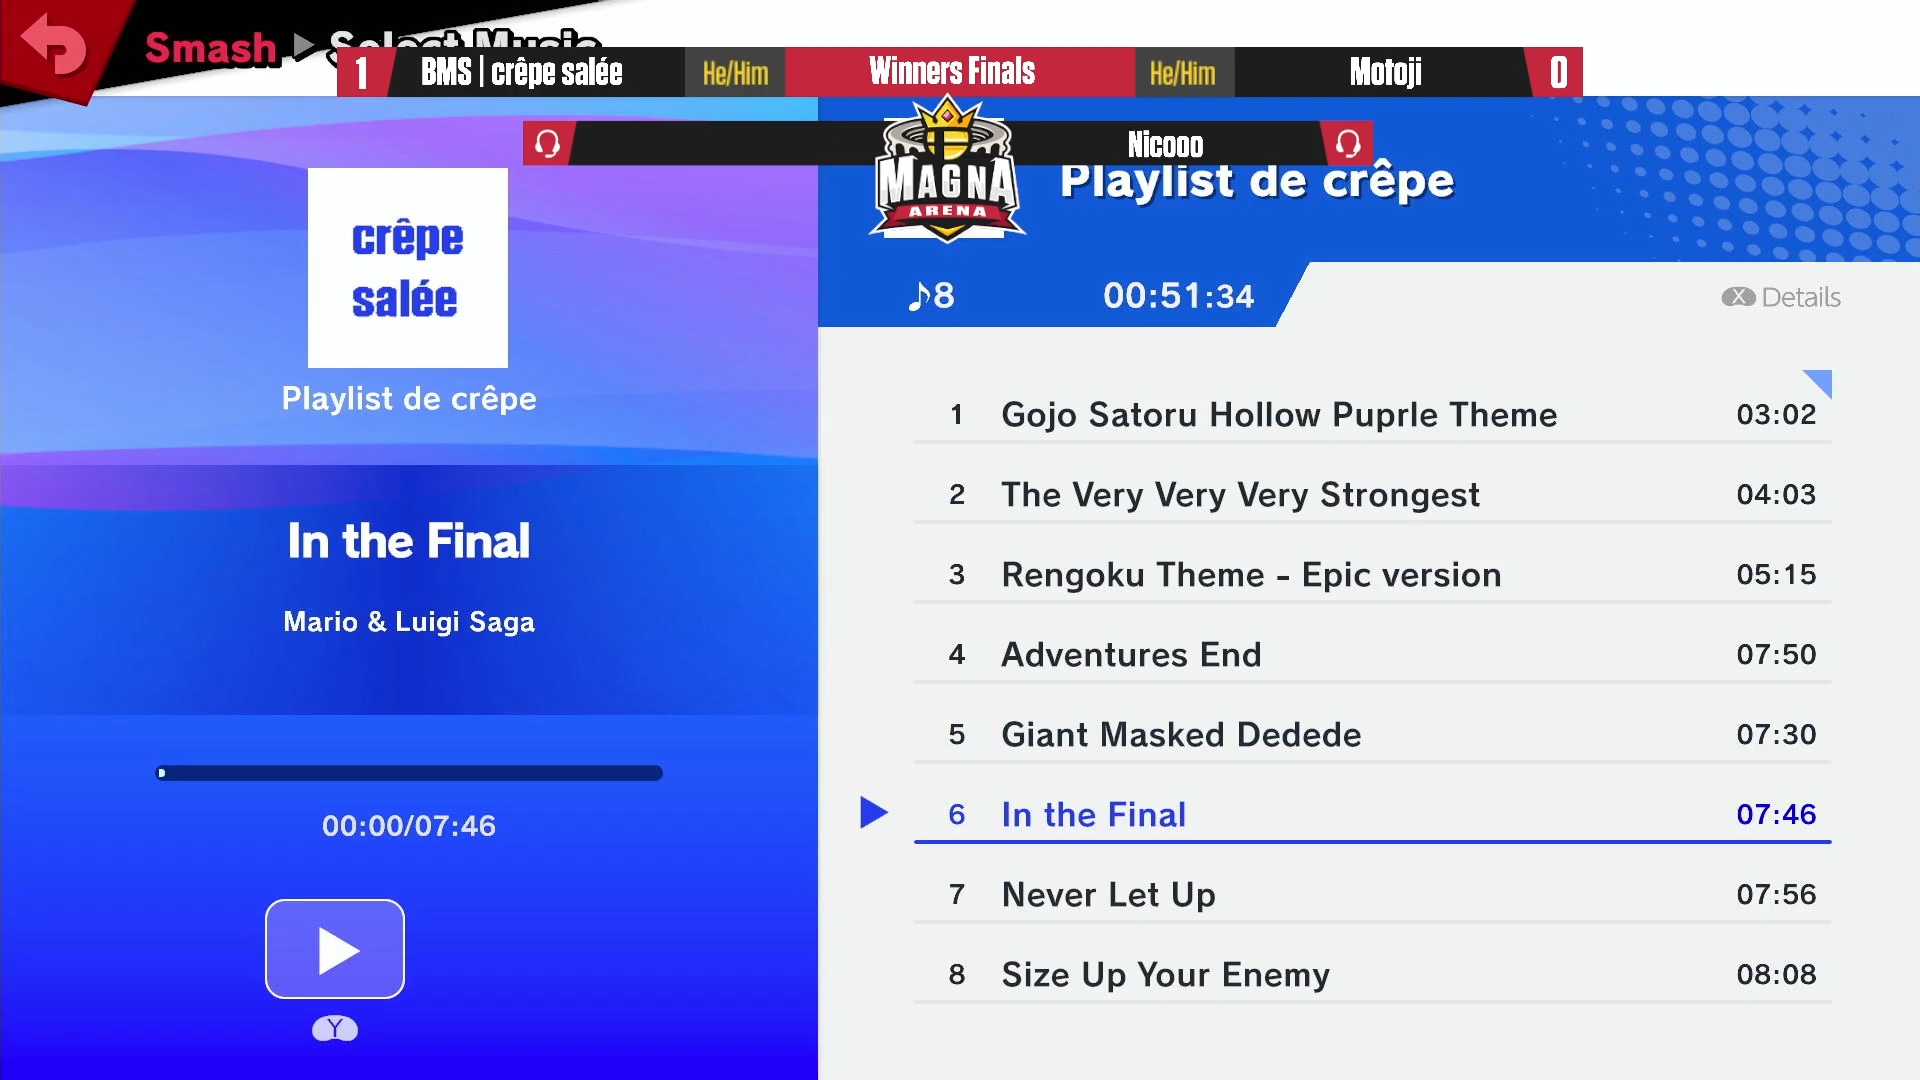 Smash ▶ Select Music
1 BMS | crêpe salée He/Him Winners Finals He/Him Motoji 0
Nicooo
MAGNA
ARENA
crêpe
salée
Playlist de crêpe
In the Final
Mario & Luigi Saga
00:00/07:46
Y
Playlist de crêpe
♪8 00:51:34
X Details
1 Gojo Satoru Hollow Puprle Theme 03:02
2 The Very Very Very Strongest 04:03
3 Rengoku Theme - Epic version 05:15
4 Adventures End 07:50
5 Giant Masked Dedede 07:30
6 In the Final 07:46
7 Never Let Up 07:56
8 Size Up Your Enemy 08:08